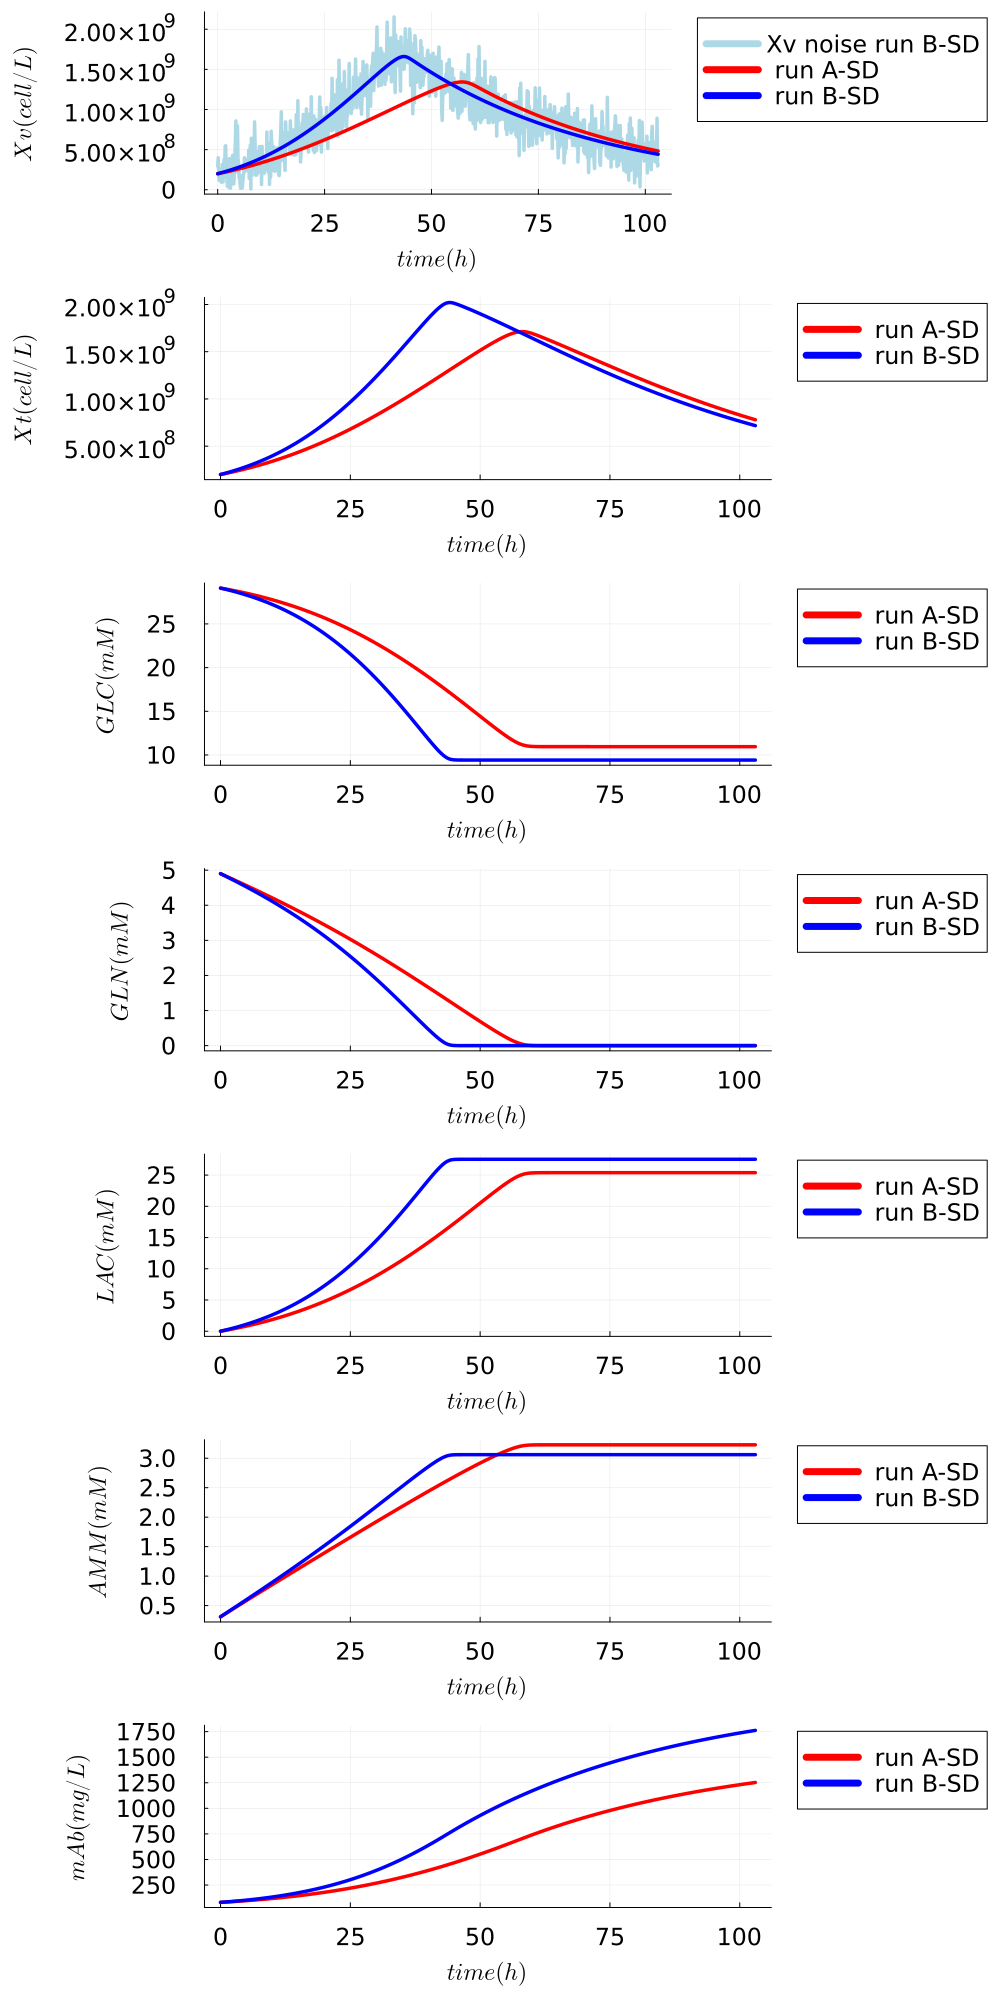 Xv(cell/L)
2.00×10⁹
1.50×10⁹
1.00×10⁹
5.00×10⁸
0
0 25 50 75 100
time(h)
Xv noise run B-SD
run A-SD
run B-SD
Xt(cell/L)
2.00×10⁹
1.50×10⁹
1.00×10⁹
5.00×10⁸
0 25 50 75 100
time(h)
run A-SD
run B-SD
GLC(mM)
25
20
15
10
0 25 50 75 100
time(h)
run A-SD
run B-SD
GLN(mM)
5
4
3
2
1
0
0 25 50 75 100
time(h)
run A-SD
run B-SD
LAC(mM)
25
20
15
10
5
0
0 25 50 75 100
time(h)
run A-SD
run B-SD
AMM(mM)
3.0
2.5
2.0
1.5
1.0
0.5
0 25 50 75 100
time(h)
run A-SD
run B-SD
mAb(mg/L)
1750
1500
1250
1000
750
500
250
0 25 50 75 100
time(h)
run A-SD
run B-SD